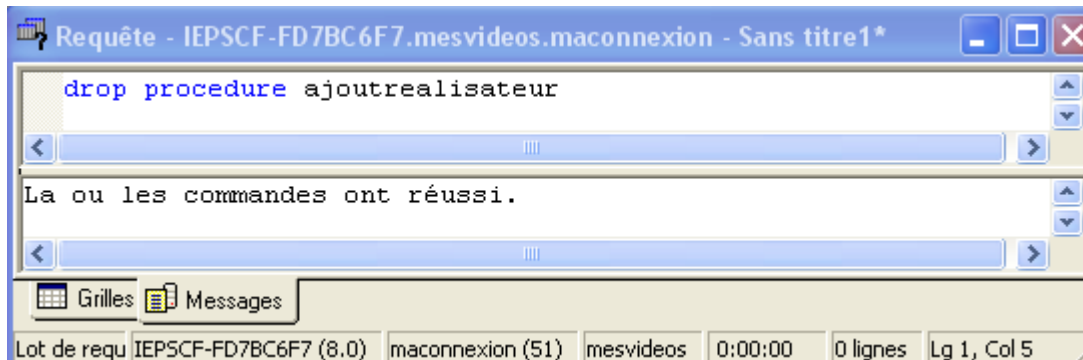 Requête - IEPSCF-FD7BC6F7.mesvideos.maconnexion - Sans titre1*
drop procedure ajoutrealisateur
La ou les commandes ont réussi.
Grilles Messages
Lot de requ IEPSCF-FD7BC6F7 (8.0) maconnexion (51) mesvideos 0:00:00 0 lignes Lg 1, Col 5